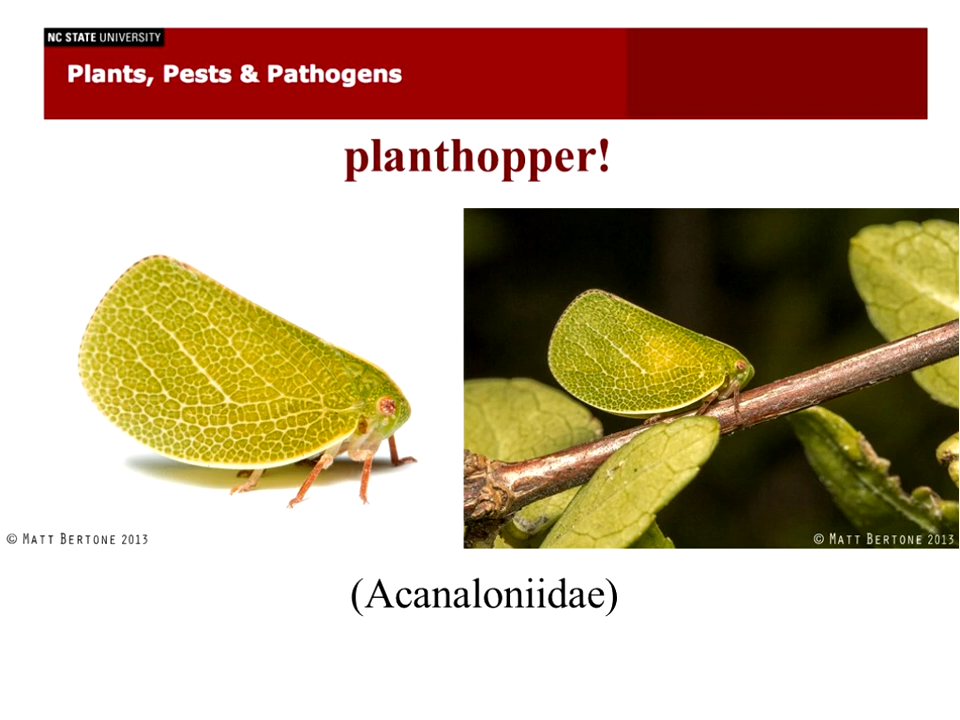 NC STATE UNIVERSITY
Plants, Pests & Pathogens
planthopper!
© MATT BERTONE 2013
© MATT BERTONE 2013
(Acanaloniidae)